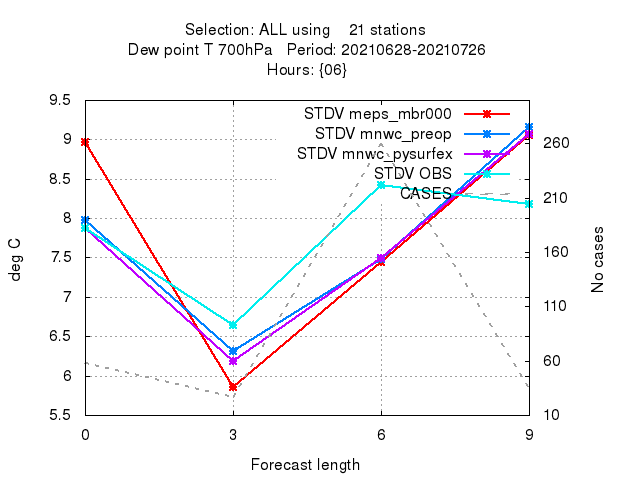 Selection: ALL using 21 stations
Dew point T 700hPa Period: 20210628-20210726
Hours: {06}
STDV meps_mbr000
STDV mnwc_preop
STDV mnwc_pysurfex
STDV OBS
CASES
deg C
9.5
9
8.5
8
7.5
7
6.5
6
5.5
No cases
260
210
160
110
60
10
0 3 6 9
Forecast length